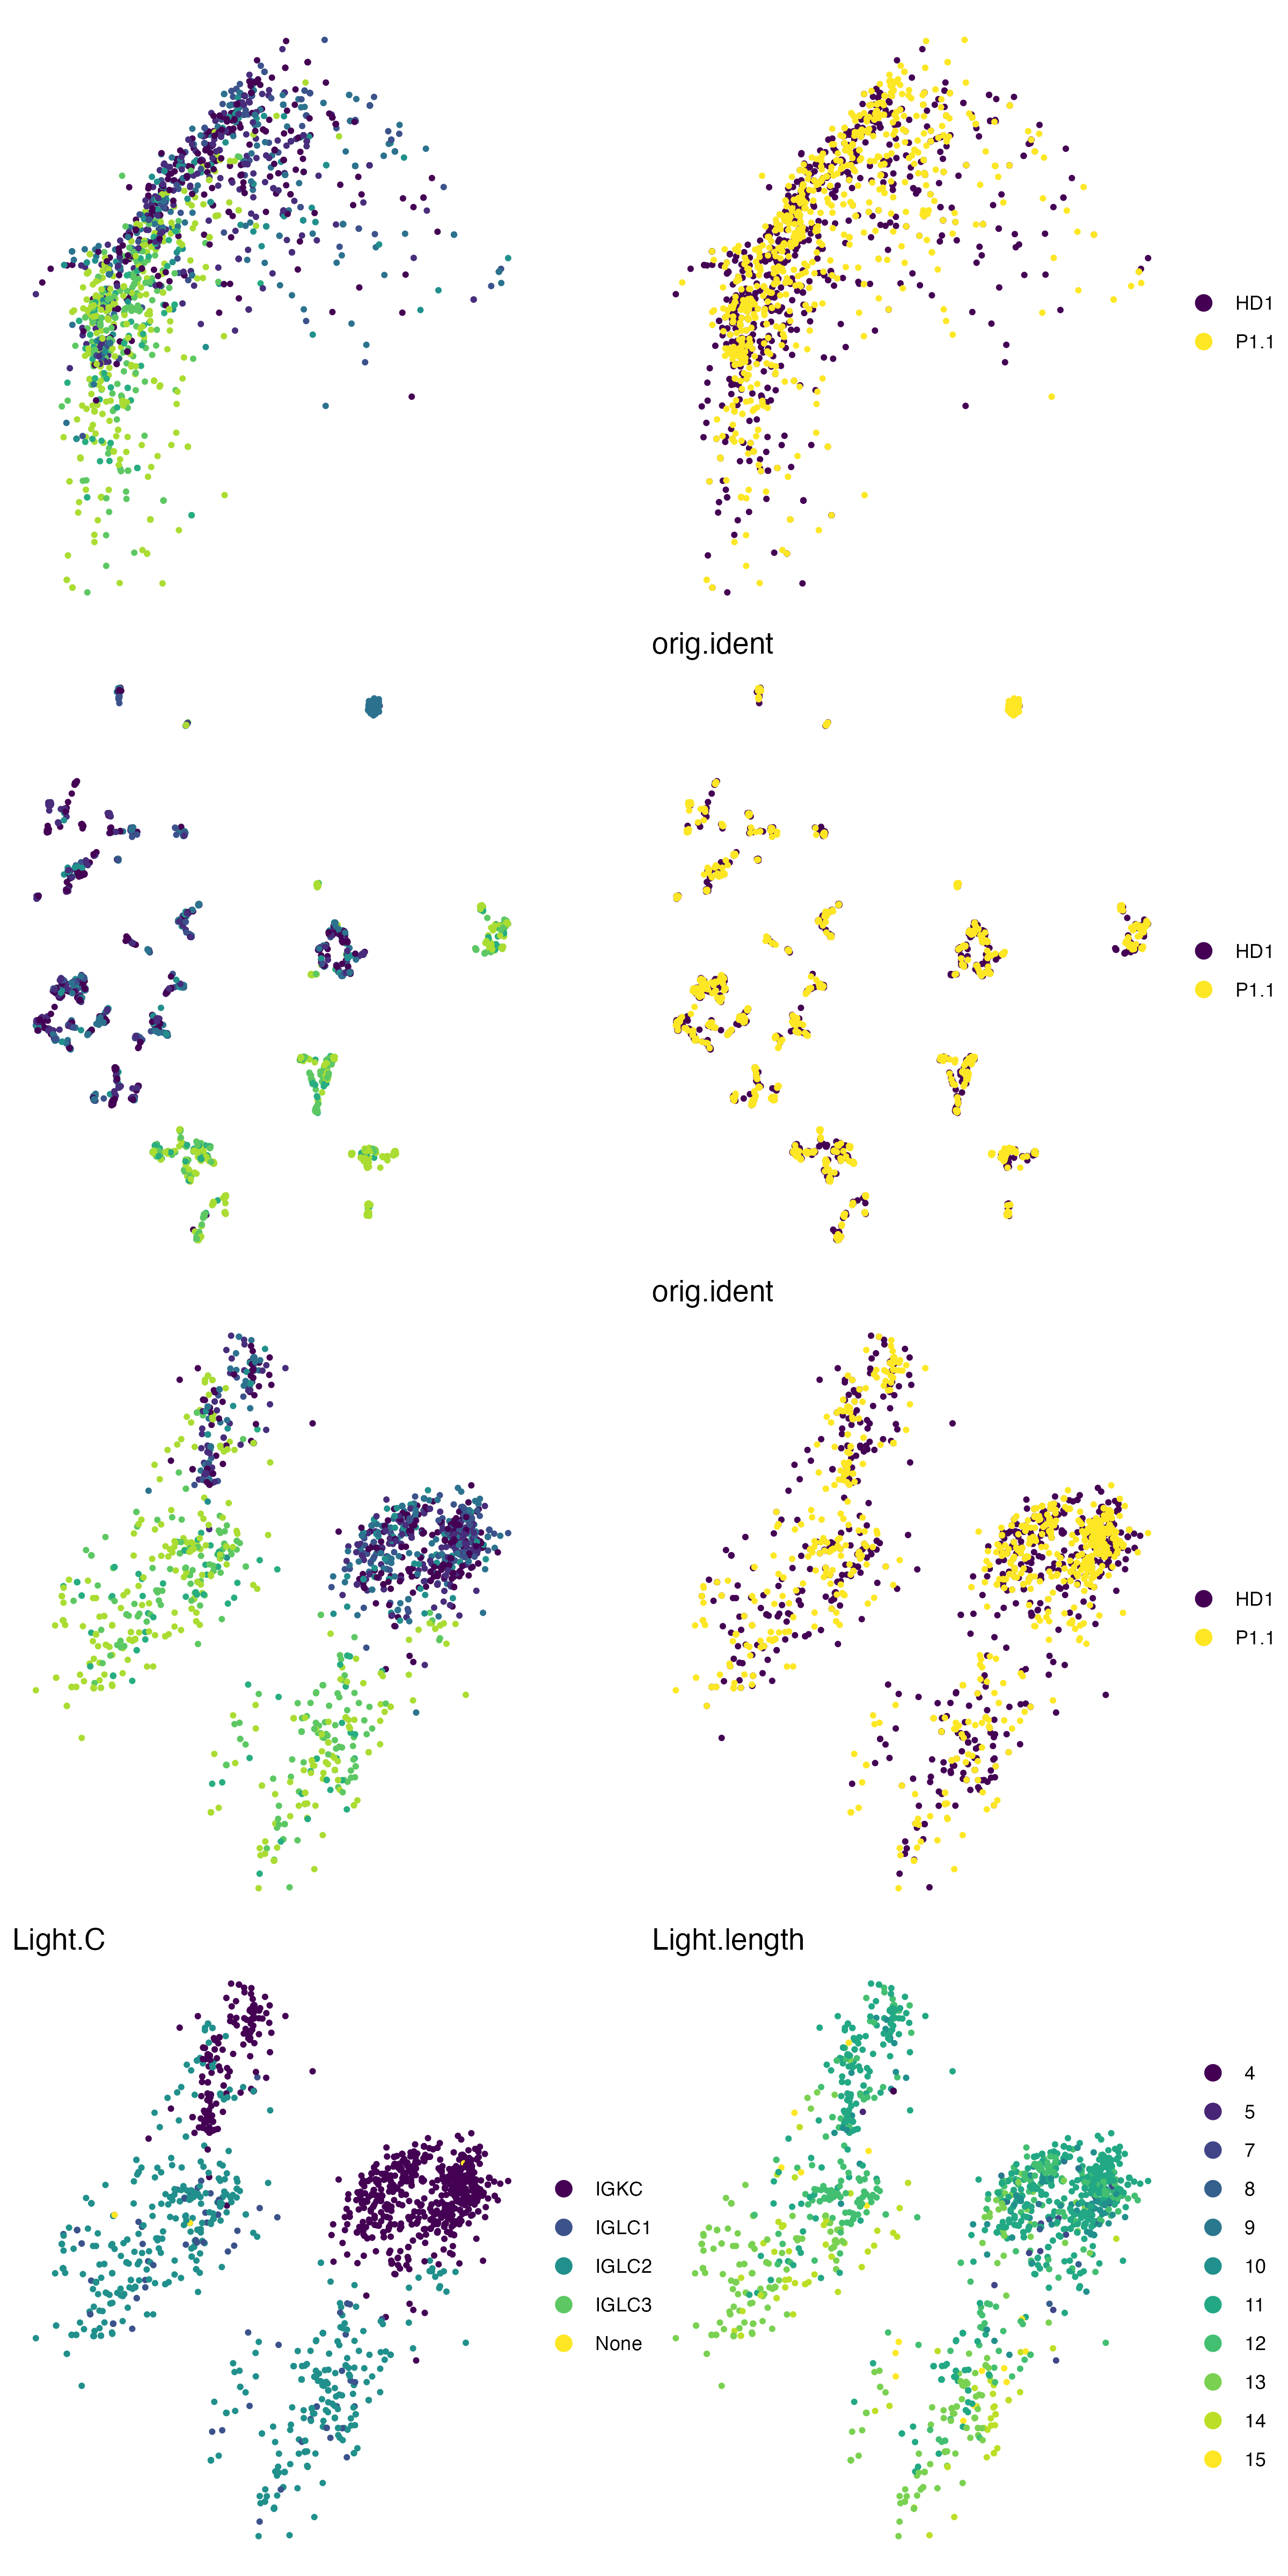 HD1
P1.1
orig.ident
HD1
P1.1
orig.ident
HD1
P1.1
Light.C
IGKC
IGLC1
IGLC2
IGLC3
None
Light.length
4
5
7
8
9
10
11
12
13
14
15